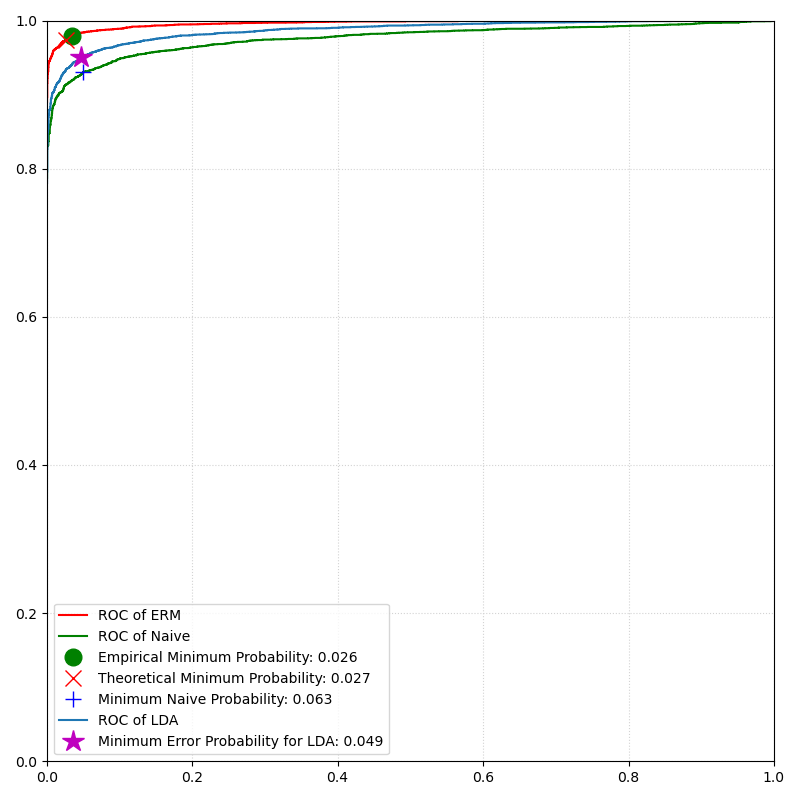 1.0
0.8
0.6
0.4
0.2
0.0
ROC of ERM
ROC of Naive
Empirical Minimum Probability: 0.026
Theoretical Minimum Probability: 0.027
Minimum Naive Probability: 0.063
ROC of LDA
Minimum Error Probability for LDA: 0.049
0.0 0.2 0.4 0.6 0.8 1.0